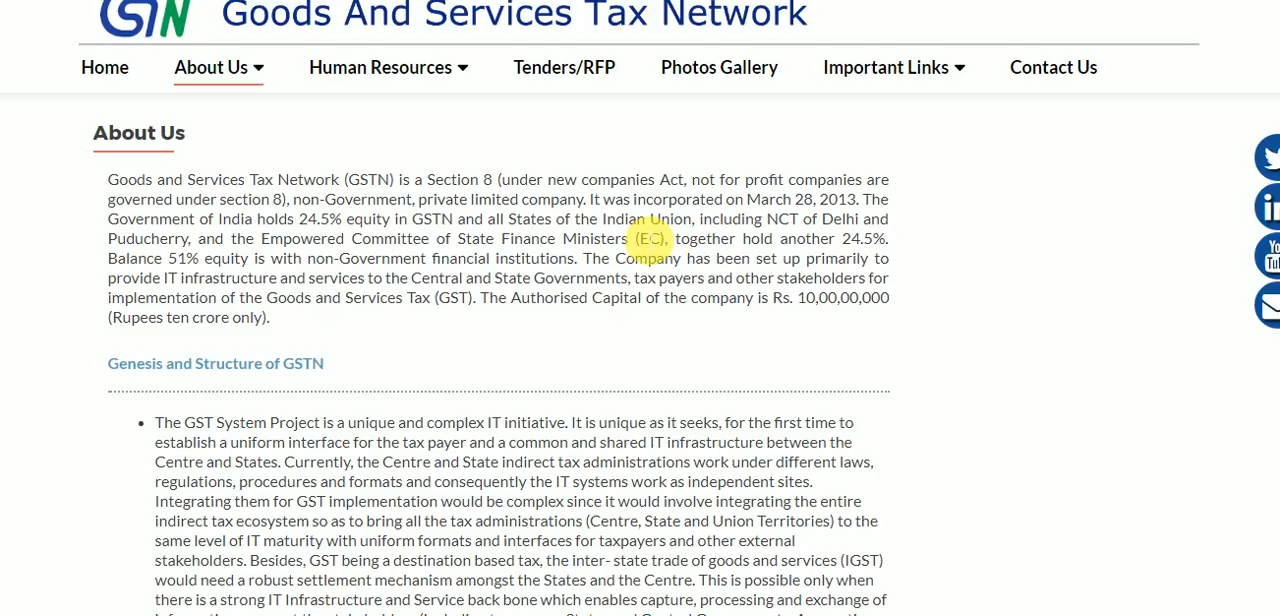 GSTN Goods And Services Tax Network
Home About Us Human Resources Tenders/RFP Photos Gallery Important Links Contact Us
About Us
Goods and Services Tax Network (GSTN) is a Section 8 (under new companies Act, not for profit companies are
governed under section 8), non-Government, private limited company. It was incorporated on March 28, 2013. The
Government of India holds 24.5% equity in GSTN and all States of the Indian Union, including NCT of Delhi and
Puducherry, and the Empowered Committee of State Finance Ministers (EC), together hold another 24.5%.
Balance 51% equity is with non-Government financial institutions. The Company has been set up primarily to
provide IT infrastructure and services to the Central and State Governments, tax payers and other stakeholders for
implementation of the Goods and Services Tax (GST). The Authorised Capital of the company is Rs. 10,00,00,000
(Rupees ten crore only).
Genesis and Structure of GSTN
The GST System Project is a unique and complex IT initiative. It is unique as it seeks, for the first time to
establish a uniform interface for the tax payer and a common and shared IT infrastructure between the
Centre and States. Currently, the Centre and State indirect tax administrations work under different laws,
regulations, procedures and formats and consequently the IT systems work as independent sites.
Integrating them for GST implementation would be complex since it would involve integrating the entire
indirect tax ecosystem so as to bring all the tax administrations (Centre, State and Union Territories) to the
same level of IT maturity with uniform formats and interfaces for taxpayers and other external
stakeholders. Besides, GST being a destination based tax, the inter- state trade of goods and services (IGST)
would need a robust settlement mechanism amongst the States and the Centre. This is possible only when
there is a strong IT Infrastructure and Service back bone which enables capture, processing and exchange of